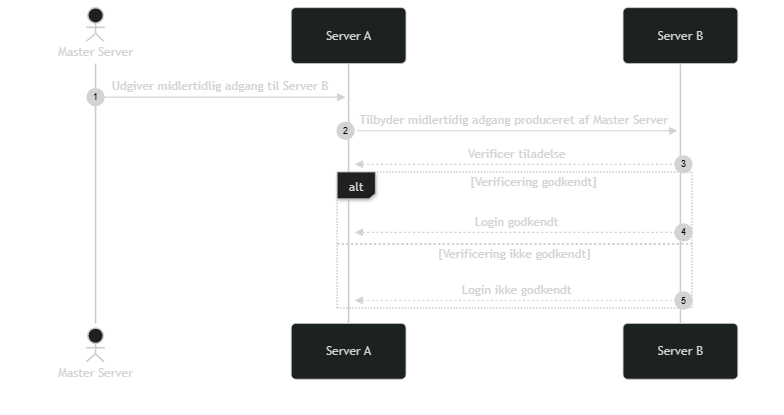 Master Server
Server A
Server B
1
Udgiver midlertidlig adgang til Server B
2
Tilbyder midlertidig adgang produceret af Master Server
Verificer tiladelse
3
alt
[Verificering godkendt]
Login godkendt
4
[Verificering ikke godkendt]
Login ikke godkendt
5
Master Server
Server A
Server B